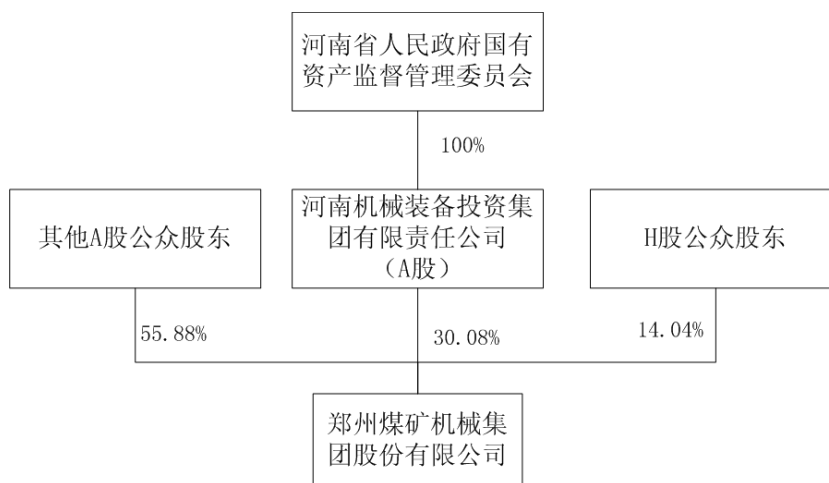 河南省人民政府国有
资产监督管理委员会
100%
其他A股公众股东
河南机械装备投资集
团有限责任公司
（A股）
H股公众股东
55.88%
30.08%
14.04%
郑州煤矿机械集
团股份有限公司